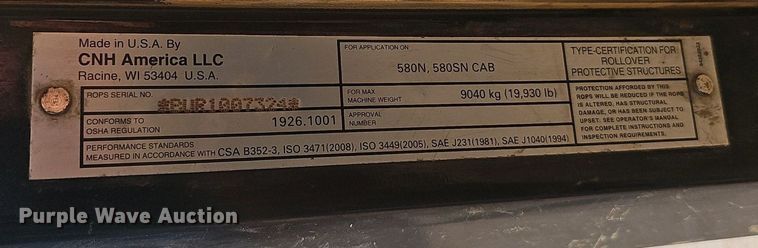 Made in U.S.A. By
CNH America LLC
Racine, WI 53404 U.S.A.
FOR APPLICATION ON
580N, 580SN CAB
TYPE-CERTIFICATION FOR
ROLLOVER
PROTECTIVE STRUCTURES
ROPS SERIAL NO.
*PUR1007324*
FOR MAX
MACHINE WEIGHT
9040 kg (19,930 lb)
CONFORMS TO
OSHA REGULATION
1926.1001
APPROVAL
NUMBER
PROTECTION AFFORDED BY THIS
ROPS WILL BE REDUCED IF THE ROPS
IS ALTERED, HAS STRUCTURAL
DAMAGE, OR HAS BEEN SUBJECT TO
UPSET. SEE OPERATOR'S MANUAL
FOR COMPLETE INSTRUCTIONS AND
INSPECTION REQUIREMENTS.
PERFORMANCE STANDARDS
MEASURED IN ACCORDANCE WITH CSA B352-3, ISO 3471(2008), ISO 3449(2005), SAE J231(1981), SAE J1040(1994)
Purple Wave Auction